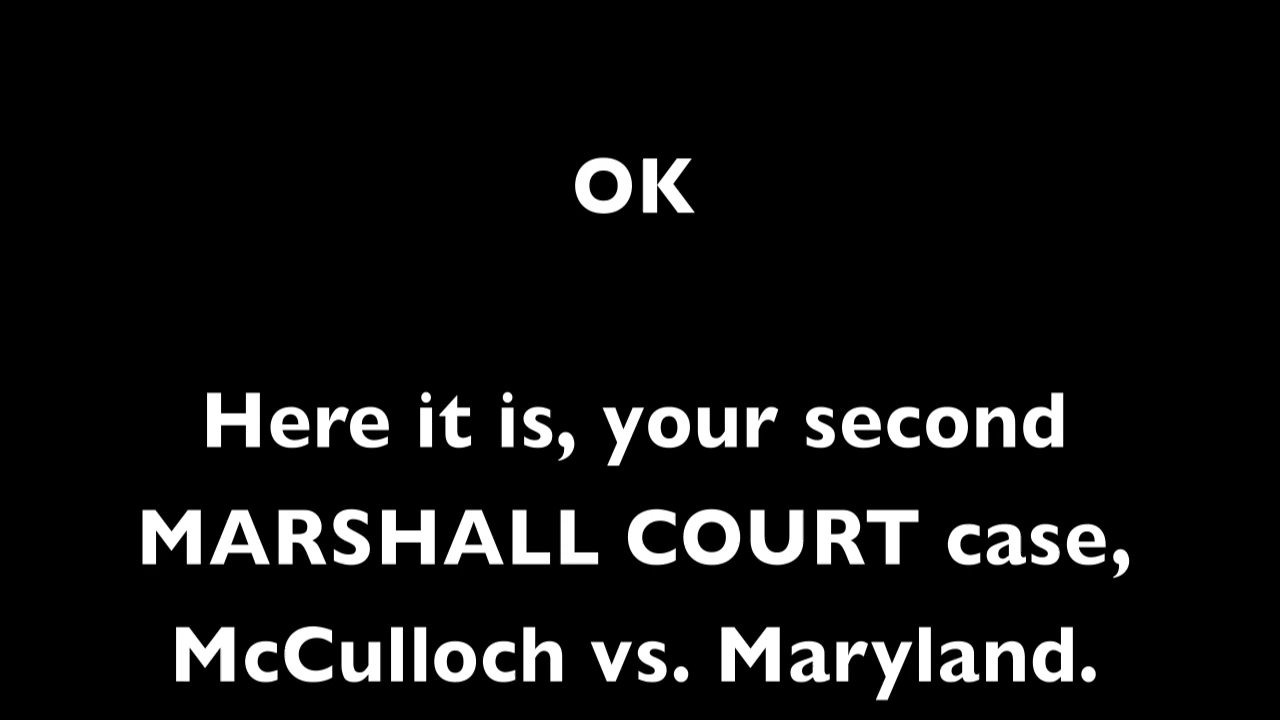 OK
Here it is, your second
MARSHALL COURT case,
McCulloch vs. Maryland.